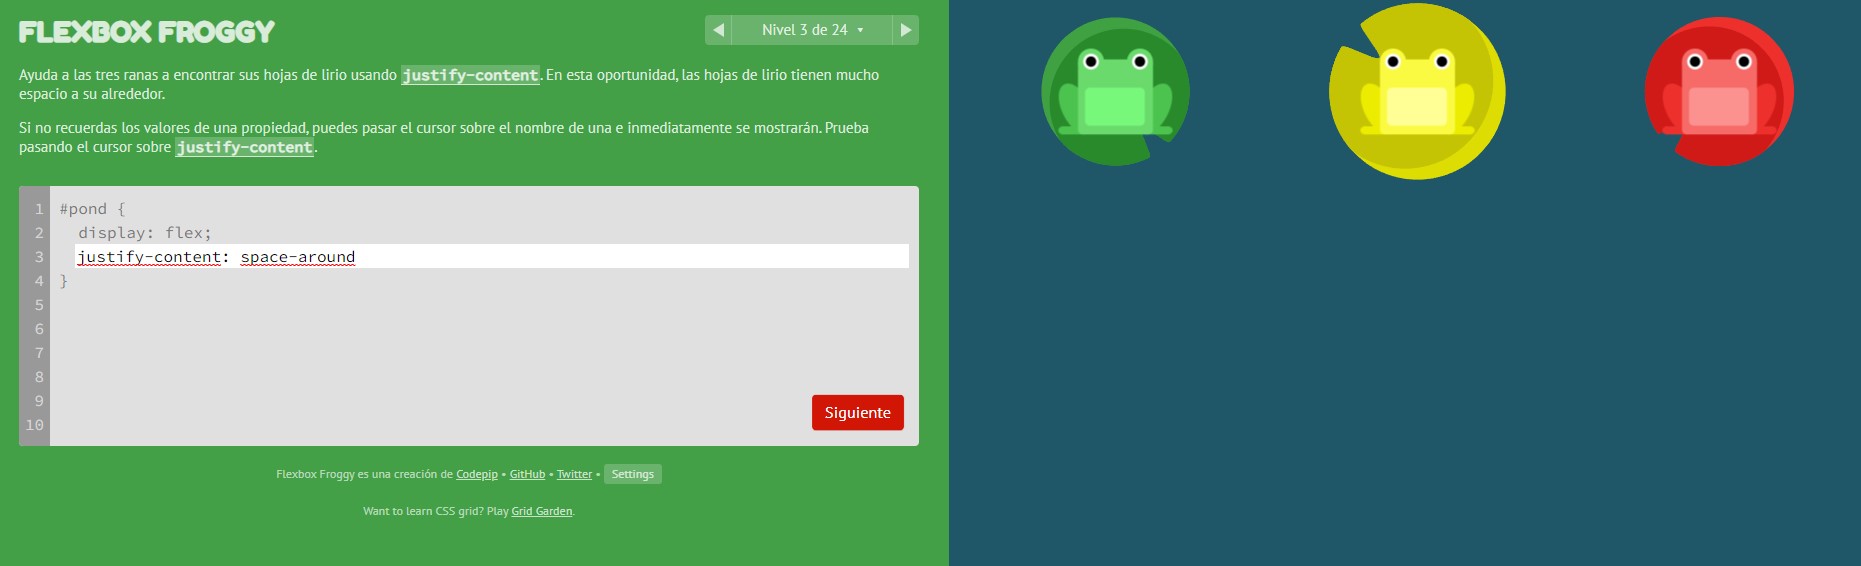 FLEXBOX FROGGY
Nivel 3 de 24
Ayuda a las tres ranas a encontrar sus hojas de lirio usando justify-content. En esta oportunidad, las hojas de lirio tienen mucho
espacio a su alrededor.
Si no recuerdas los valores de una propiedad, puedes pasar el cursor sobre el nombre de una e inmediatamente se mostrarán. Prueba
pasando el cursor sobre justify-content.
1 #pond {
2 display: flex;
3 justify-content: space-around
4 }
5
6
7
8
9
10
Siguiente
Flexbox Froggy es una creación de Codepip • GitHub • Twitter • Settings
Want to learn CSS grid? Play Grid Garden.